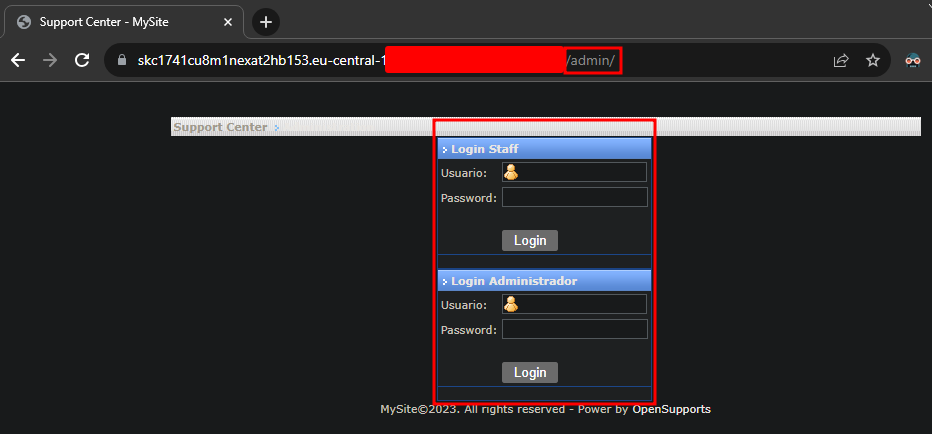 Support Center - MySite
skc1741cu8m1nexat2hb153.eu-central-1
/admin/
Support Center >
Login Staff
Usuario:
Password:
Login
Login Administrador
Usuario:
Password:
Login
MySite©2023. All rights reserved - Power by OpenSupports